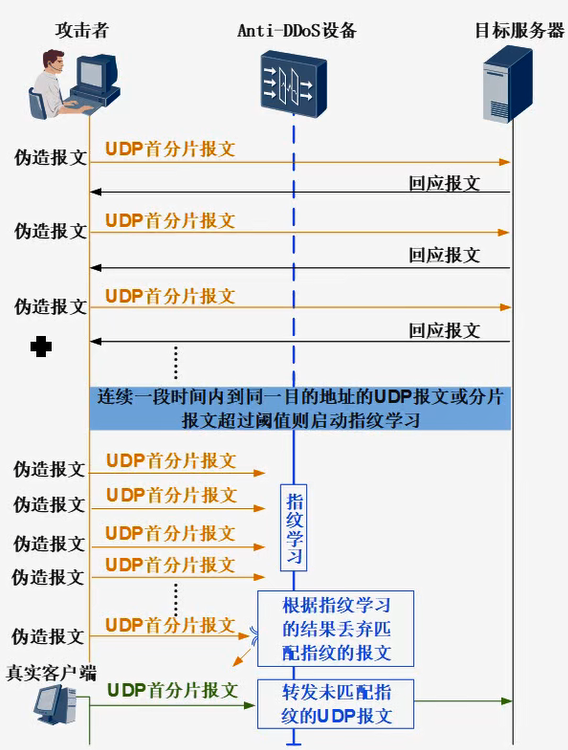 攻击者
Anti-DDoS设备
目标服务器
UDP首分片报文
伪造报文
回应报文
UDP首分片报文
伪造报文
回应报文
UDP首分片报文
伪造报文
回应报文
连续一段时间内到同一目的地址的UDP报文或分片
报文超过阈值则启动指纹学习
UDP首分片报文
伪造报文
UDP首分片报文
伪造报文
指纹学习
UDP首分片报文
伪造报文
UDP首分片报文
伪造报文
UDP首分片报文
伪造报文
根据指纹学习
的结果丢弃匹
配指纹的报文
真实客户端
UDP首分片报文
转发未匹配指
纹的UDP报文